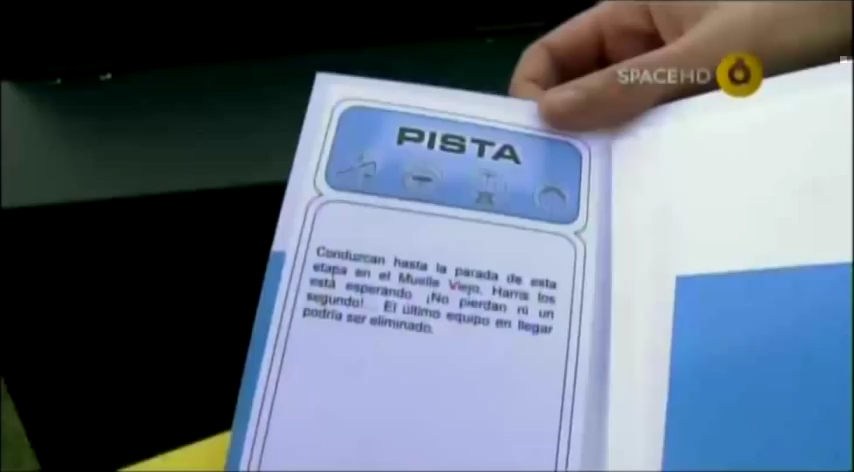 SPACEHD
PISTA
Conduzcan hasta la parada de esta
etapa en el Muelle Viejo. Harris los
está esperando ¡No pierdan ni un
segundo!... El último equipo en llegar
podría ser eliminado.